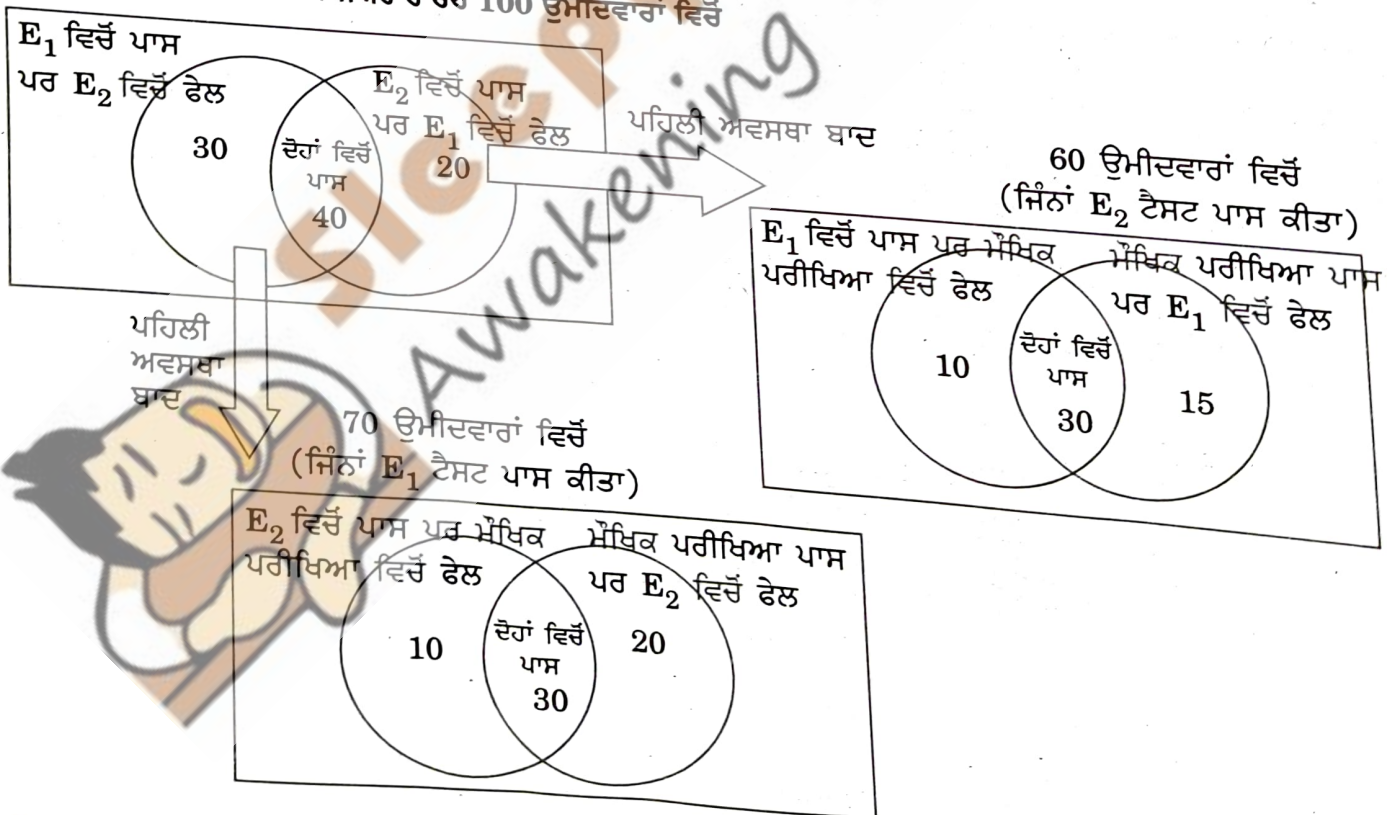 100 ਉਮੀਦਵਾਰਾਂ ਵਿਚੋਂ
E₁ ਵਿਚੋਂ ਪਾਸ
ਪਰ E₂ ਵਿਚੋਂ ਫੇਲ
30
ਦੋਹਾਂ ਵਿਚੋਂ
ਪਾਸ
40
E₂ ਵਿਚੋਂ ਪਾਸ
ਪਰ E₁ ਵਿਚੋਂ ਫੇਲ
20
ਪਹਿਲੀ ਅਵਸਥਾ ਬਾਦ
60 ਉਮੀਦਵਾਰਾਂ ਵਿਚੋਂ
(ਜਿੰਨਾਂ E₂ ਟੈਸਟ ਪਾਸ ਕੀਤਾ)
E₁ ਵਿਚੋਂ ਪਾਸ ਪਰ ਮੌਖਿਕ
ਪਰੀਖਿਆ ਵਿਚੋਂ ਫੇਲ
10
ਦੋਹਾਂ ਵਿਚੋਂ
ਪਾਸ
30
ਮੌਖਿਕ ਪਰੀਖਿਆ ਪਾਸ
ਪਰ E₁ ਵਿਚੋਂ ਫੇਲ
15
ਪਹਿਲੀ
ਅਵਸਥਾ
ਬਾਦ
70 ਉਮੀਦਵਾਰਾਂ ਵਿਚੋਂ
(ਜਿੰਨਾਂ E₁ ਟੈਸਟ ਪਾਸ ਕੀਤਾ)
E₂ ਵਿਚੋਂ ਪਾਸ ਪਰ ਮੌਖਿਕ
ਪਰੀਖਿਆ ਵਿਚੋਂ ਫੇਲ
10
ਦੋਹਾਂ ਵਿਚੋਂ
ਪਾਸ
30
ਮੌਖਿਕ ਪਰੀਖਿਆ ਪਾਸ
ਪਰ E₂ ਵਿਚੋਂ ਫੇਲ
20
Sleep
Awakening